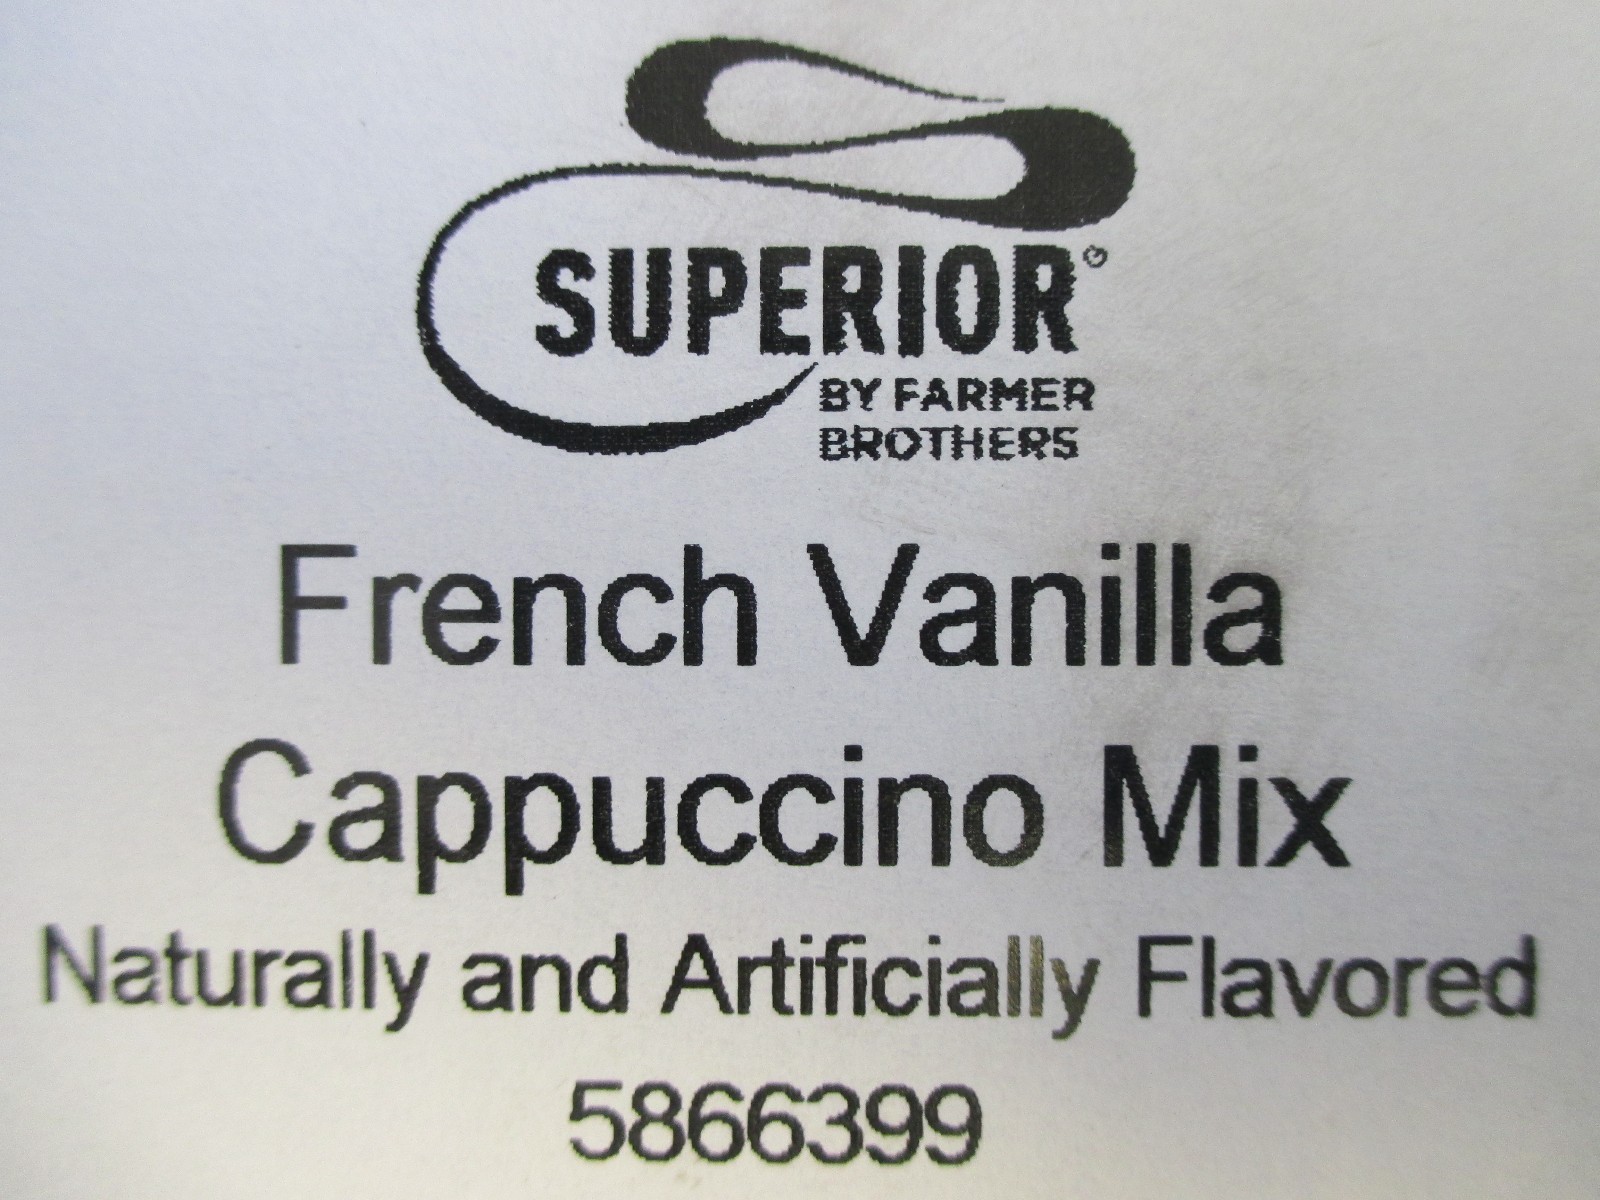 SUPERIOR®
BY FARMER
BROTHERS
French Vanilla
Cappuccino Mix
Naturally and Artificially Flavored
5866399